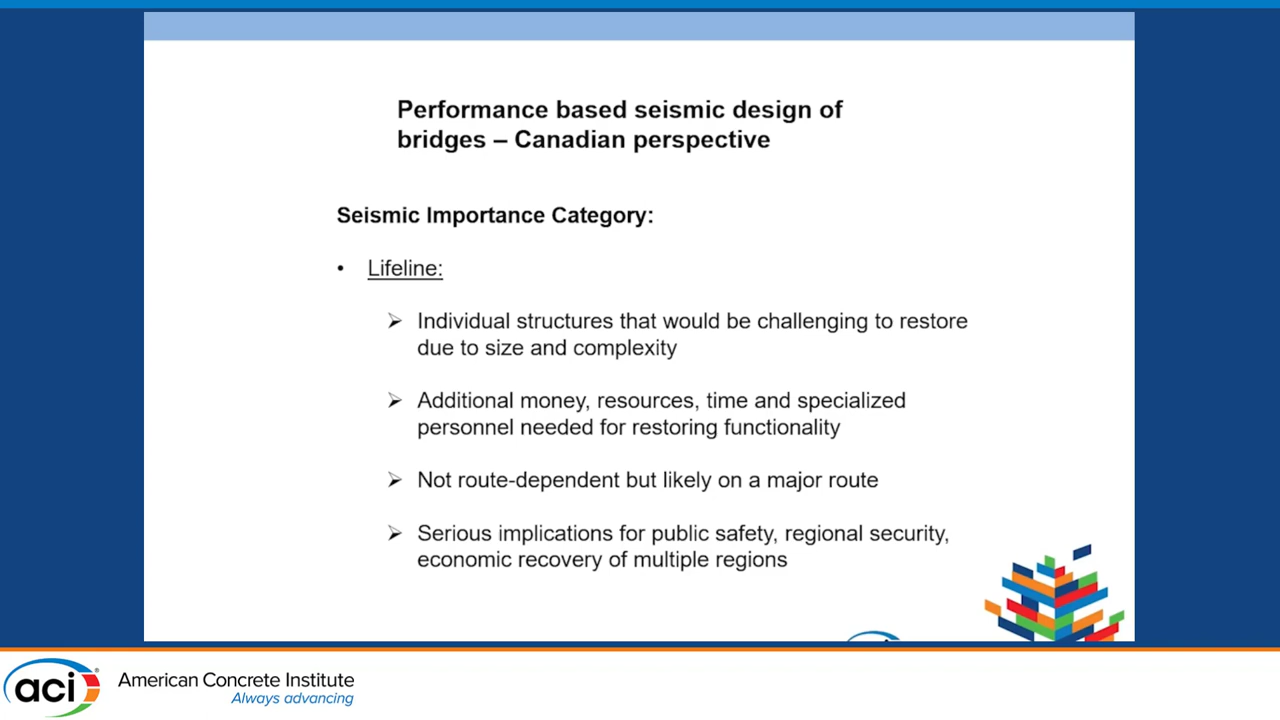 Performance based seismic design of
bridges – Canadian perspective
Seismic Importance Category:
• Lifeline:
➢ Individual structures that would be challenging to restore
due to size and complexity
➢ Additional money, resources, time and specialized
personnel needed for restoring functionality
➢ Not route-dependent but likely on a major route
➢ Serious implications for public safety, regional security,
economic recovery of multiple regions
aci®
American Concrete Institute
Always advancing